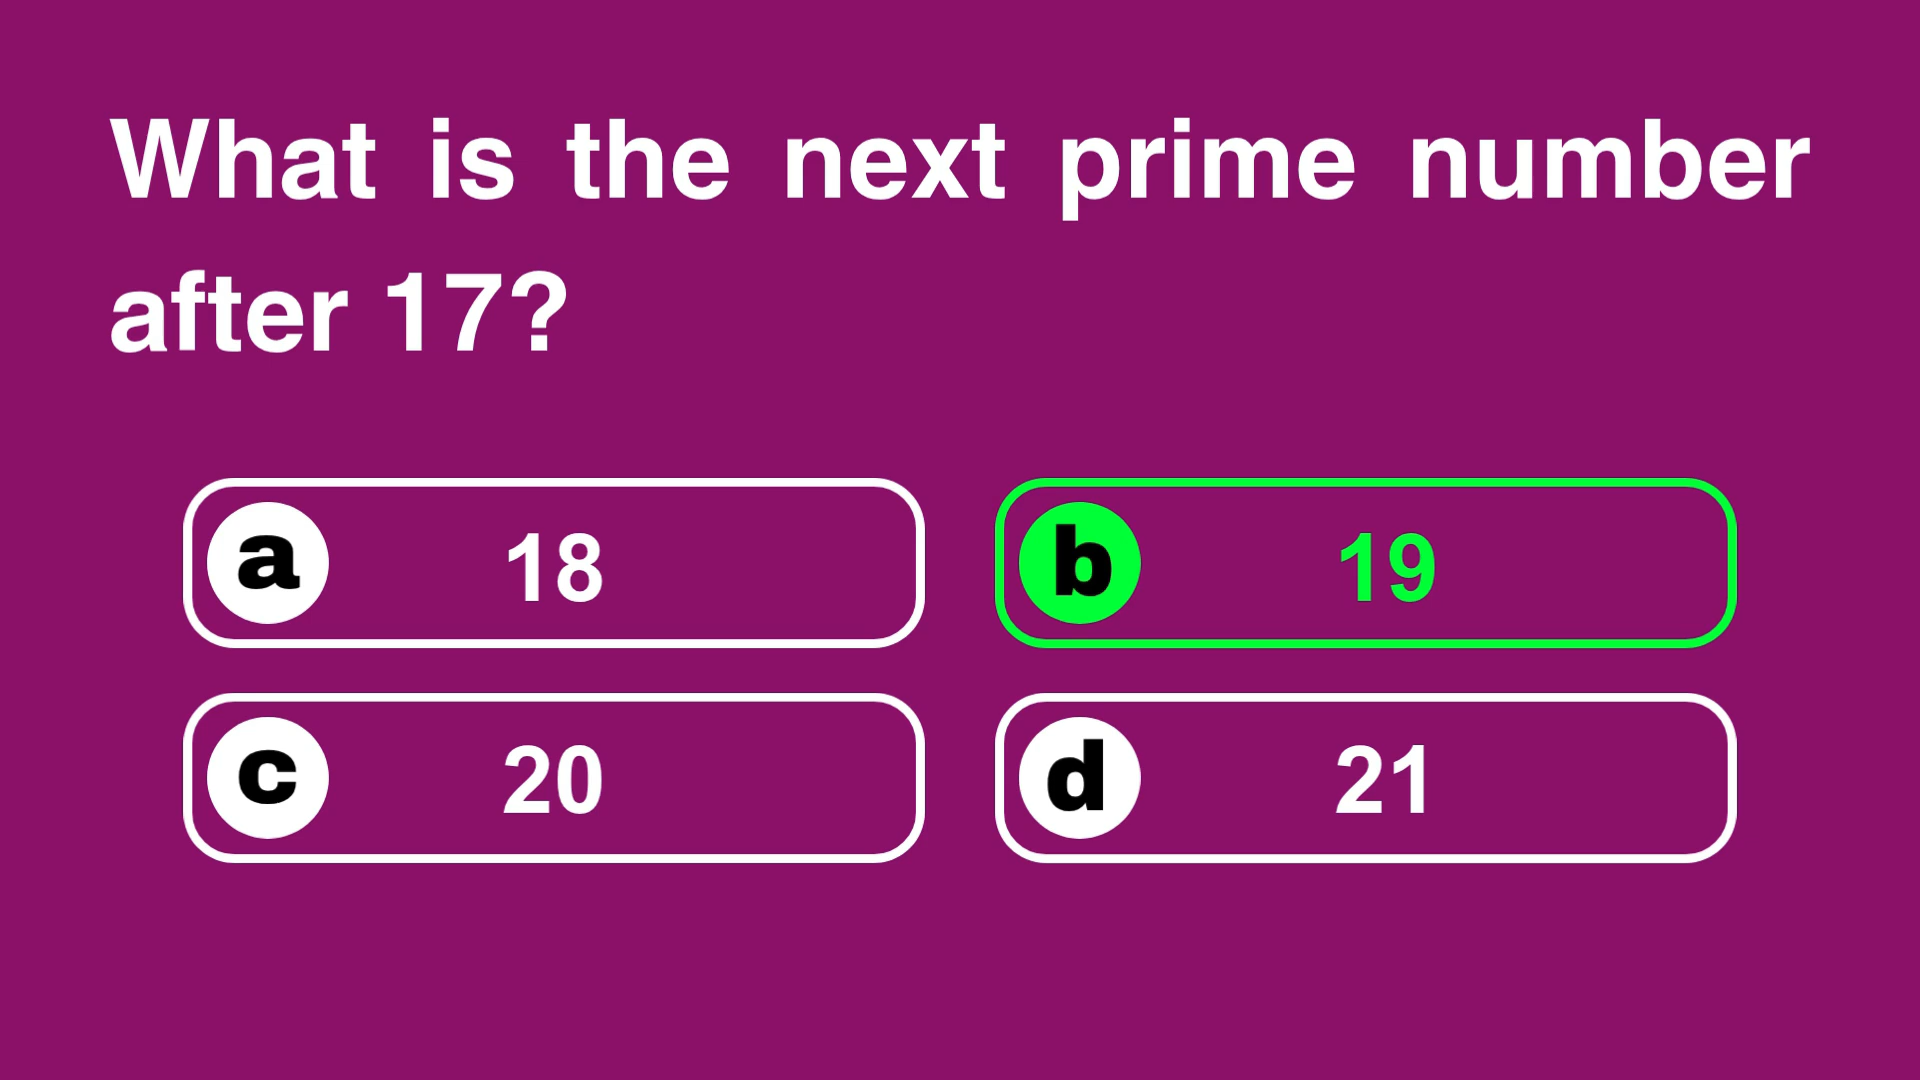 What is the next prime number
after 17?
a 18
b 19
c 20
d 21